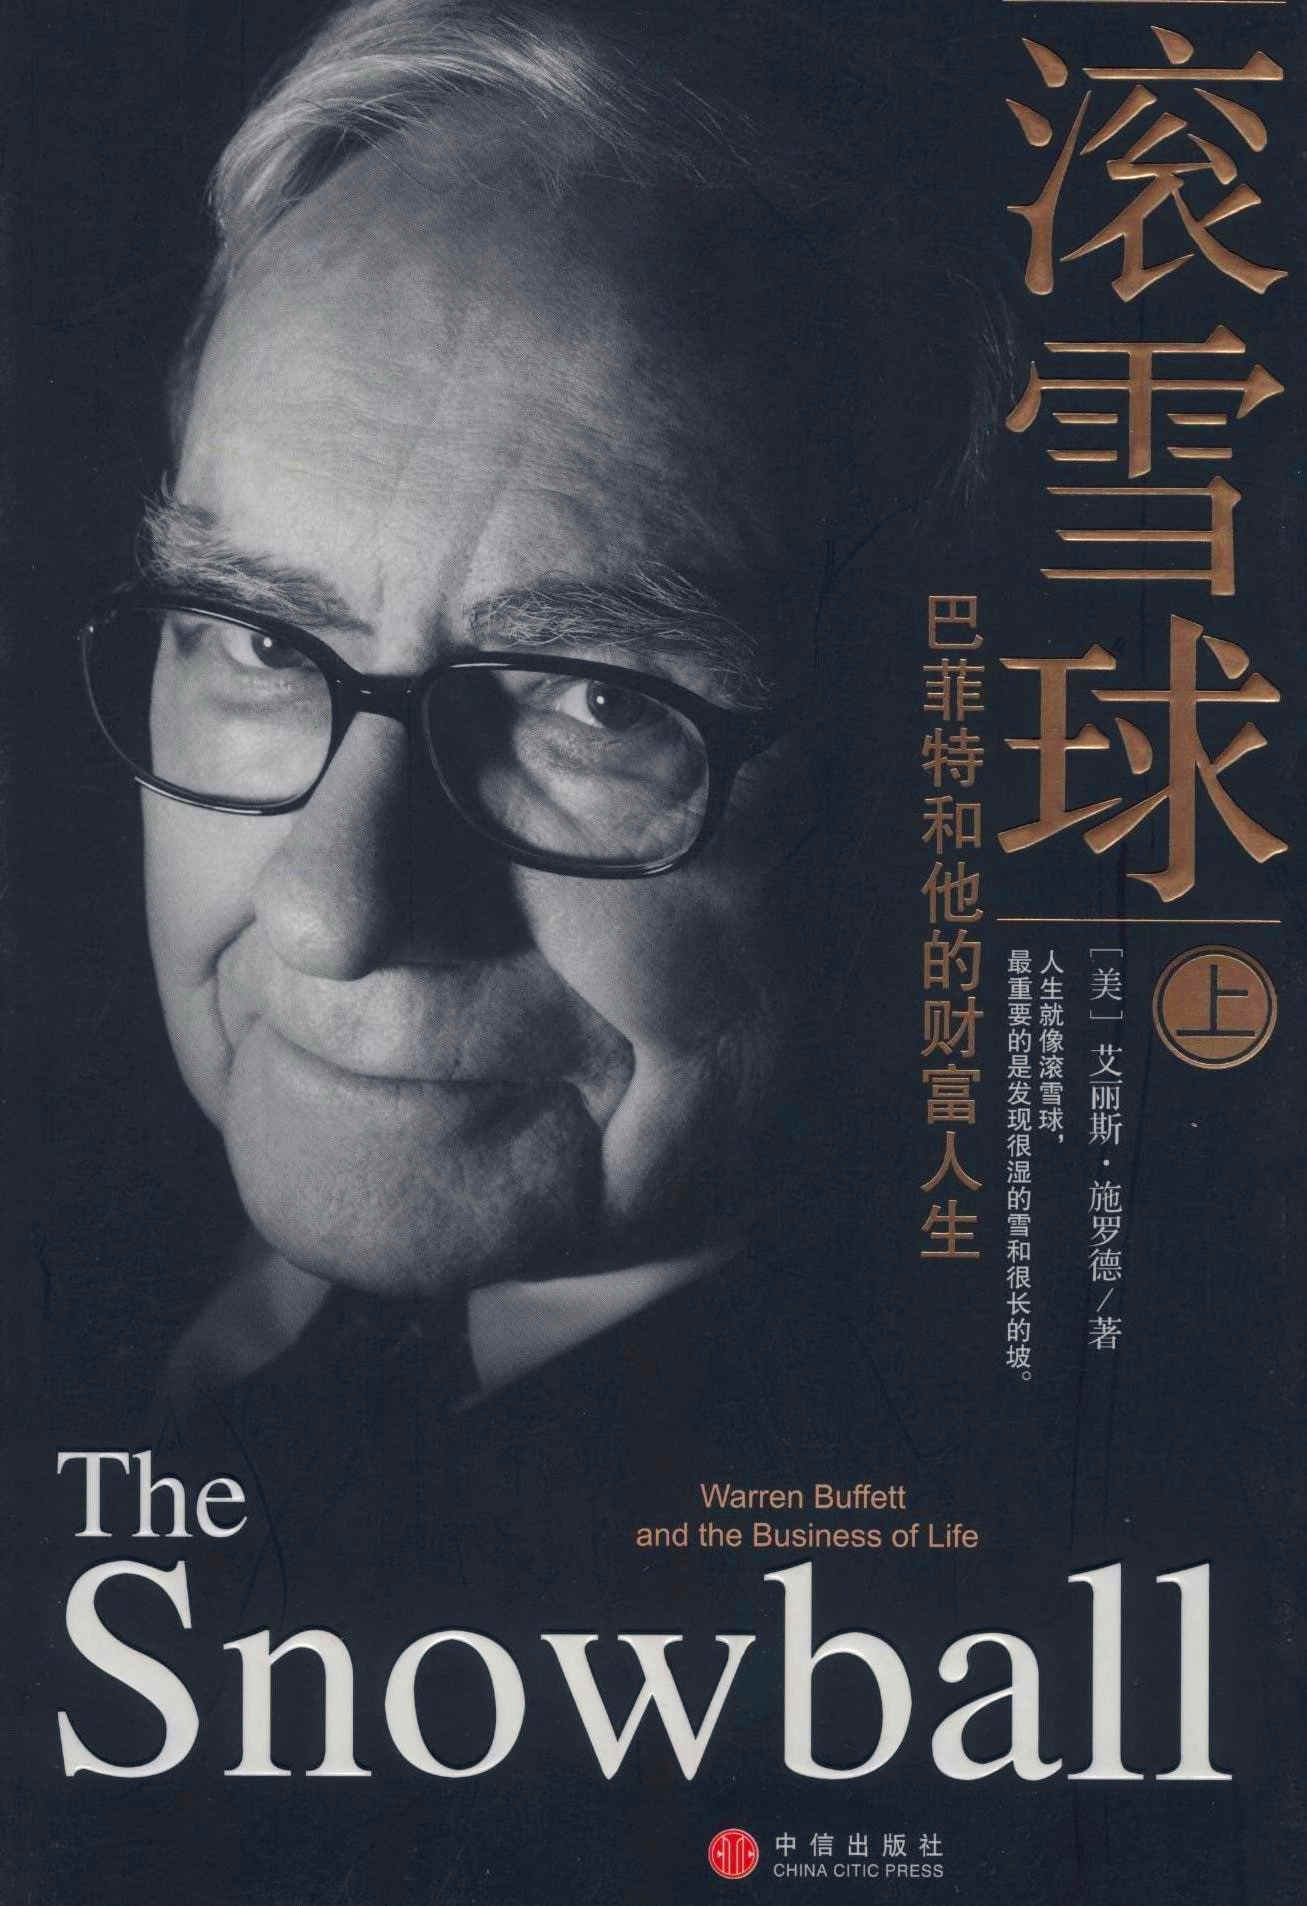 滚雪球
上
[美] 艾丽斯·施罗德/著
人生就像滚雪球，
最重要的是发现很湿的雪和很长的坡。
巴菲特和他的财富人生
The
Warren Buffett
and the Business of Life
Snowball
中信出版社
CHINA CITIC PRESS